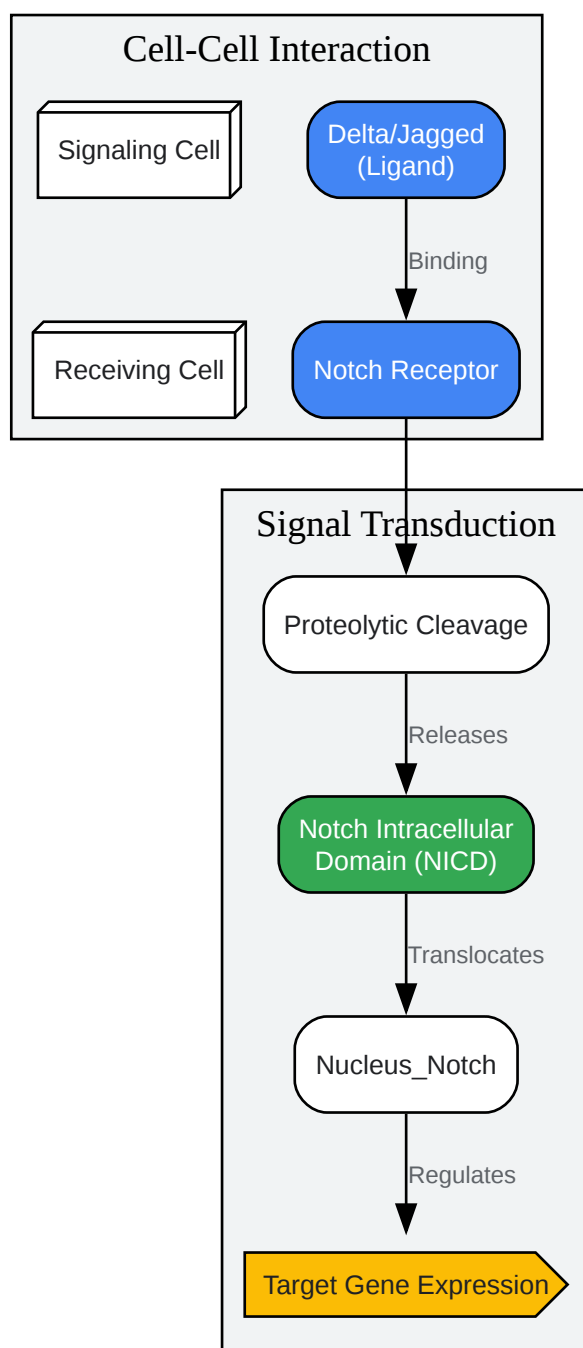 Cell-Cell Interaction
Signaling Cell
Delta/Jagged
(Ligand)
Binding
Receiving Cell
Notch Receptor
Signal Transduction
Proteolytic Cleavage
Releases
Notch Intracellular
Domain (NICD)
Translocates
Nucleus_Notch
Regulates
Target Gene Expression